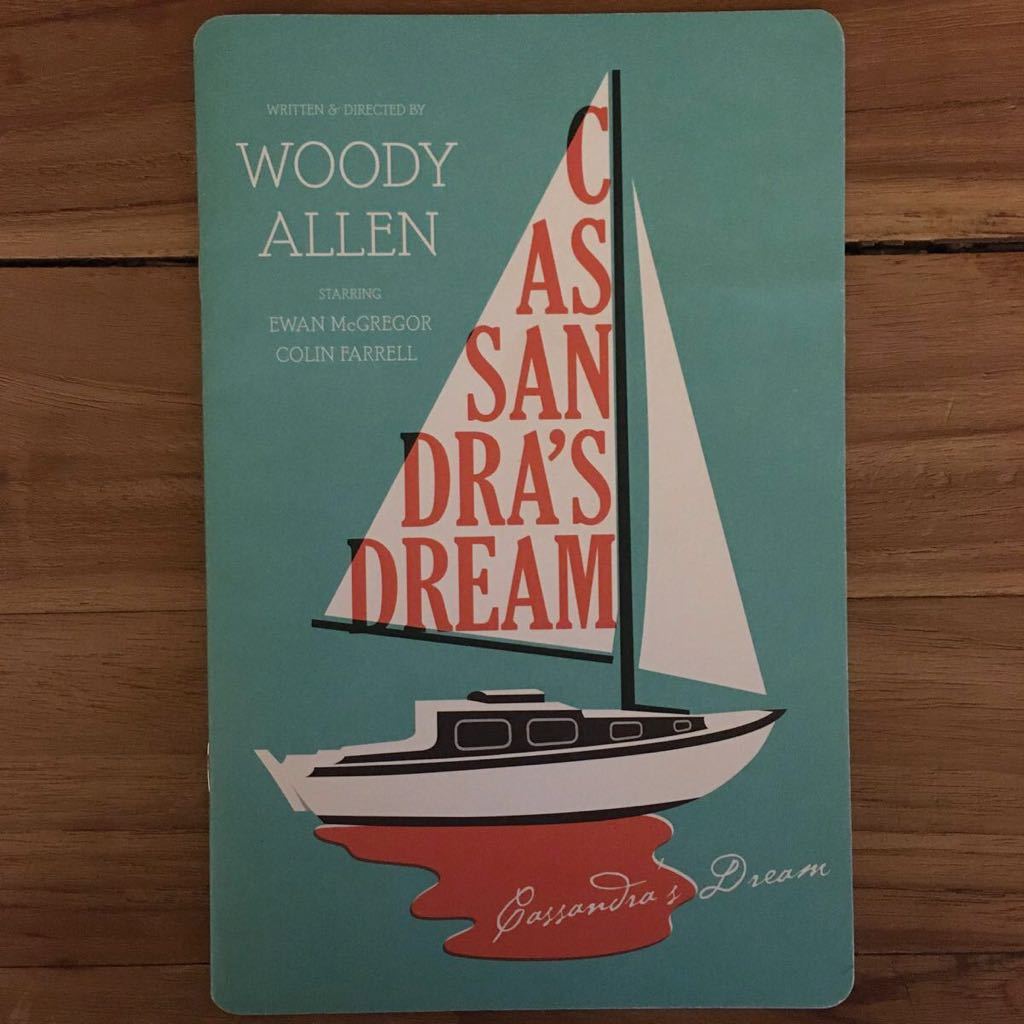 WRITTEN & DIRECTED BY
WOODY
ALLEN
STARRING
EWAN McGREGOR
COLIN FARRELL
C
AS
SAN
DRA'S
DREAM
Cassandra's Dream